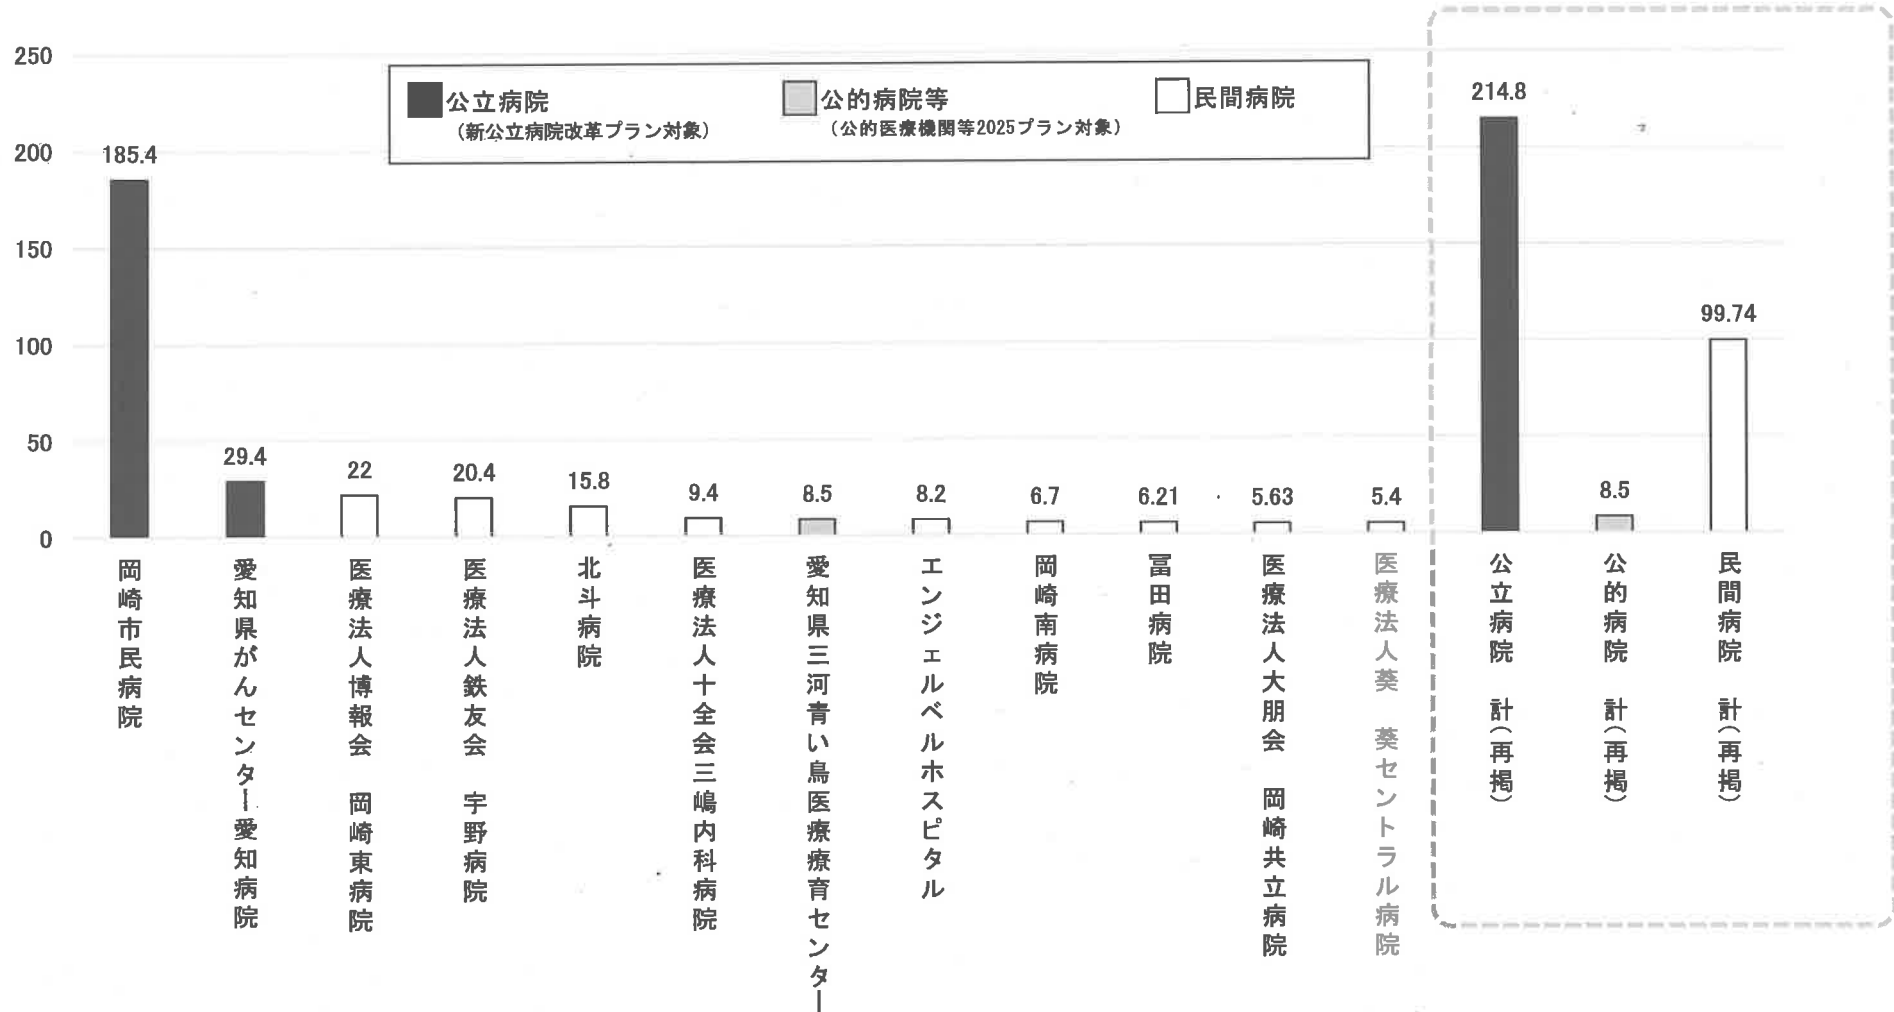 250
200
150
100
50
0
公立病院
（新公立病院改革プラン対象）
公的病院等
（公的医療機関等2025プラン対象）
民間病院
185.4
29.4
22
20.4
15.8
9.4
8.5
8.2
6.7
6.21
5.63
5.4
214.8
8.5
99.74
岡崎市民病院
愛知県がんセンター愛知病院
医療法人博報会　岡崎東病院
医療法人鉄友会　宇野病院
北斗病院
医療法人十全会三嶋内科病院
愛知県三河青い鳥医療療育センター
エンジェルベルホスピタル
岡崎南病院
冨田病院
医療法人大朋会　岡崎共立病院
医療法人葵　葵セントラル病院
公立病院　計（再掲）
公的病院　計（再掲）
民間病院　計（再掲）